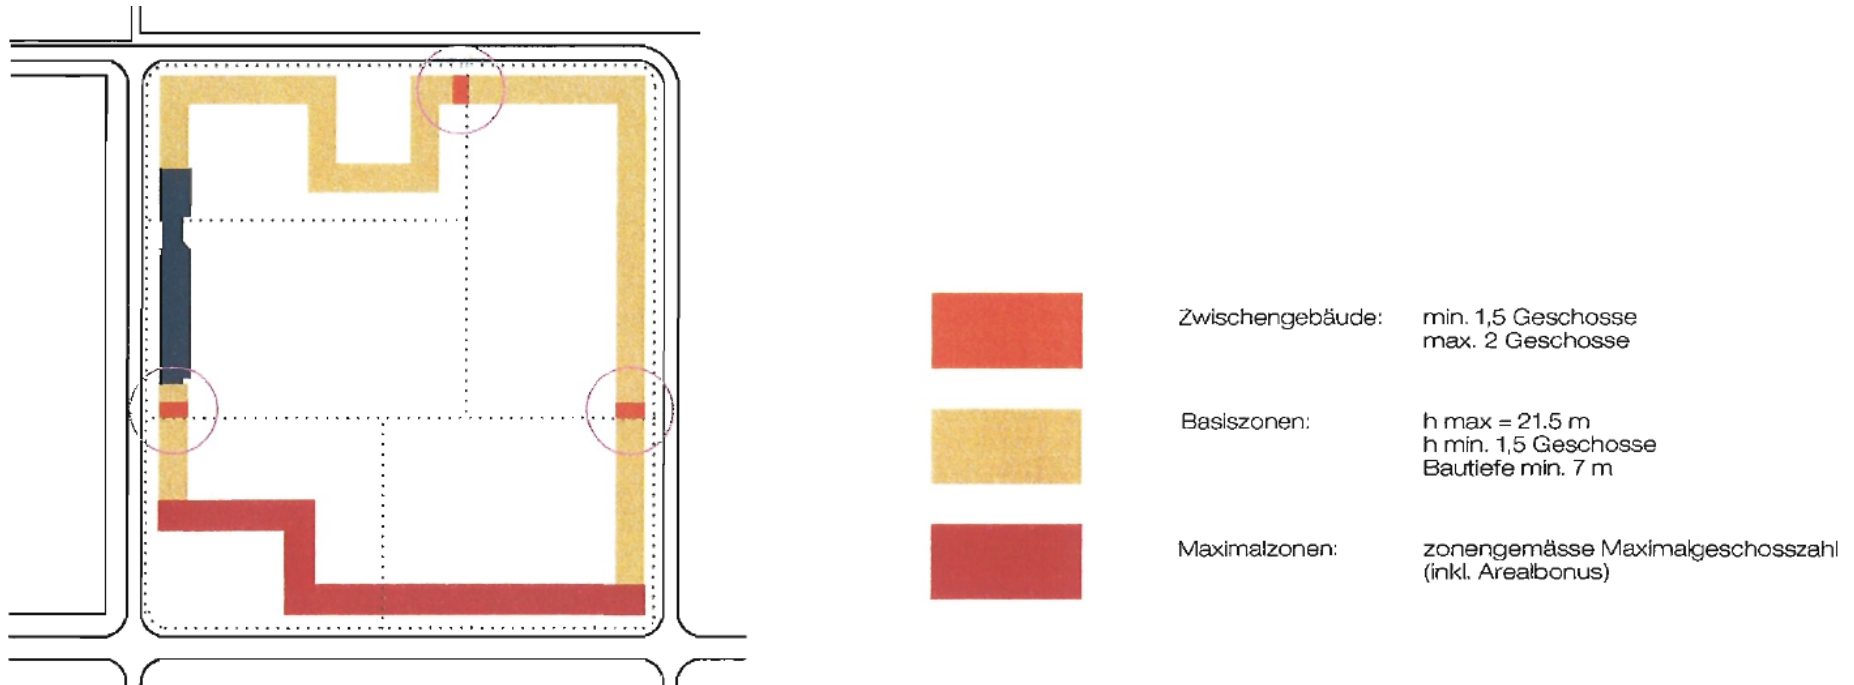 Zwischengebäude: min. 1,5 Geschosse
max. 2 Geschosse
Basiszonen: h max = 21.5 m
h min. 1,5 Geschosse
Bautiefe min. 7 m
Maximalzonen: zonengemässe Maximalgeschosszahl
(inkl. Arealbonus)